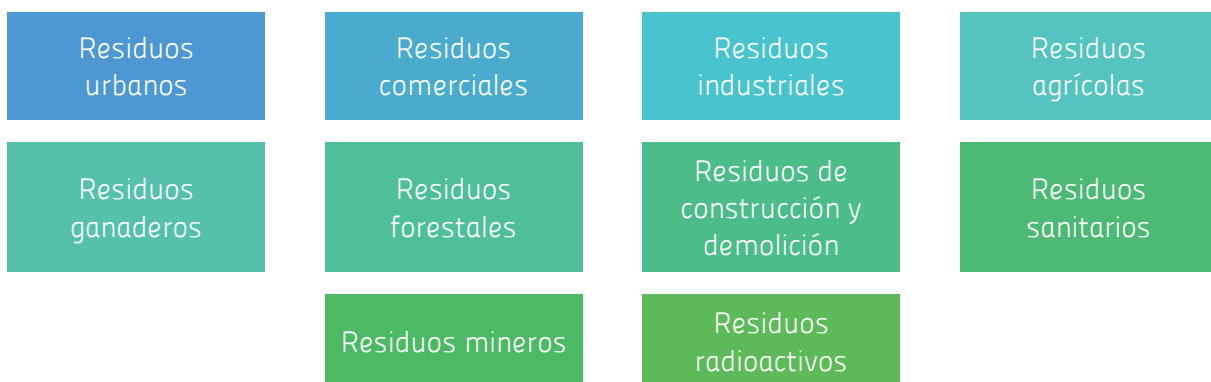 Residuos
urbanos
Residuos
comerciales
Residuos
industriales
Residuos
agrícolas
Residuos
ganaderos
Residuos
forestales
Residuos de
construcción y
demolición
Residuos
sanitarios
Residuos mineros
Residuos
radioactivos